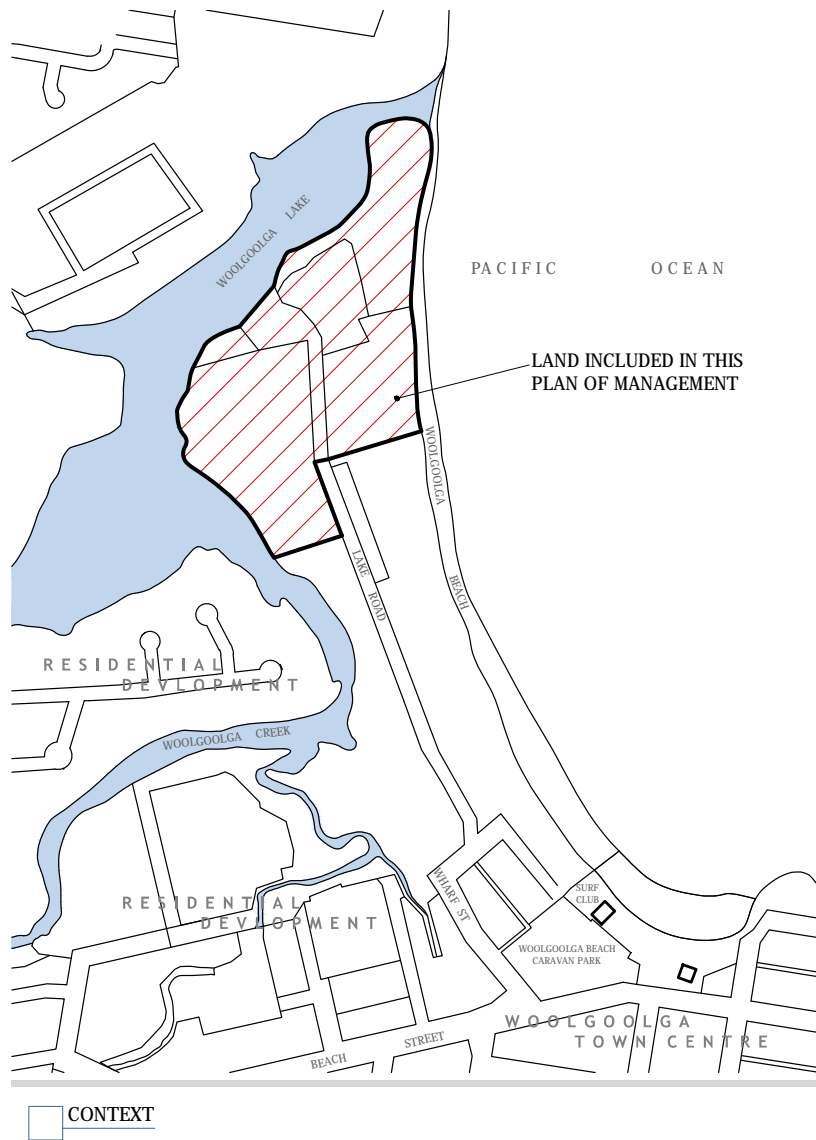 WOOLGOOLGA LAKE
PACIFIC OCEAN
LAND INCLUDED IN THIS
PLAN OF MANAGEMENT
WOOLGOOLGA
BEACH
LAKE ROAD
RESIDENTIAL
DEVLOPMENT
WOOLGOOLGA CREEK
WHARF ST
SURF
CLUB
RESIDENTIAL
DEVLOPMENT
WOOLGOOLGA BEACH
CARAVAN PARK
WOOLGOOLGA
TOWN CENTRE
BEACH STREET
CONTEXT